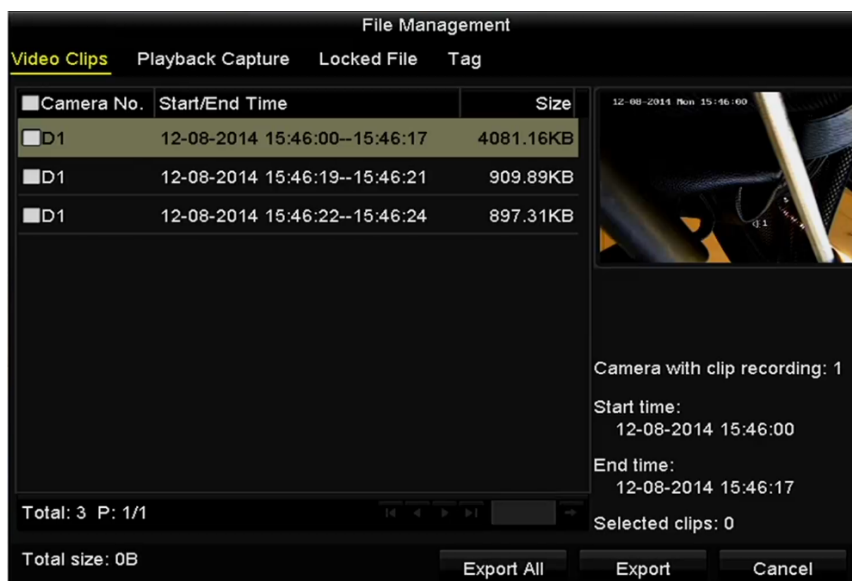 File Management
Video Clips Playback Capture Locked File Tag
Camera No. Start/End Time Size
D1 12-08-2014 15:46:00--15:46:17 4081.16KB
D1 12-08-2014 15:46:19--15:46:21 909.89KB
D1 12-08-2014 15:46:22--15:46:24 897.31KB
12-08-2014 Mon 15:46:00
Camera with clip recording: 1
Start time:
12-08-2014 15:46:00
End time:
12-08-2014 15:46:17
Selected clips: 0
Total: 3 P: 1/1
Total size: 0B
Export All Export Cancel